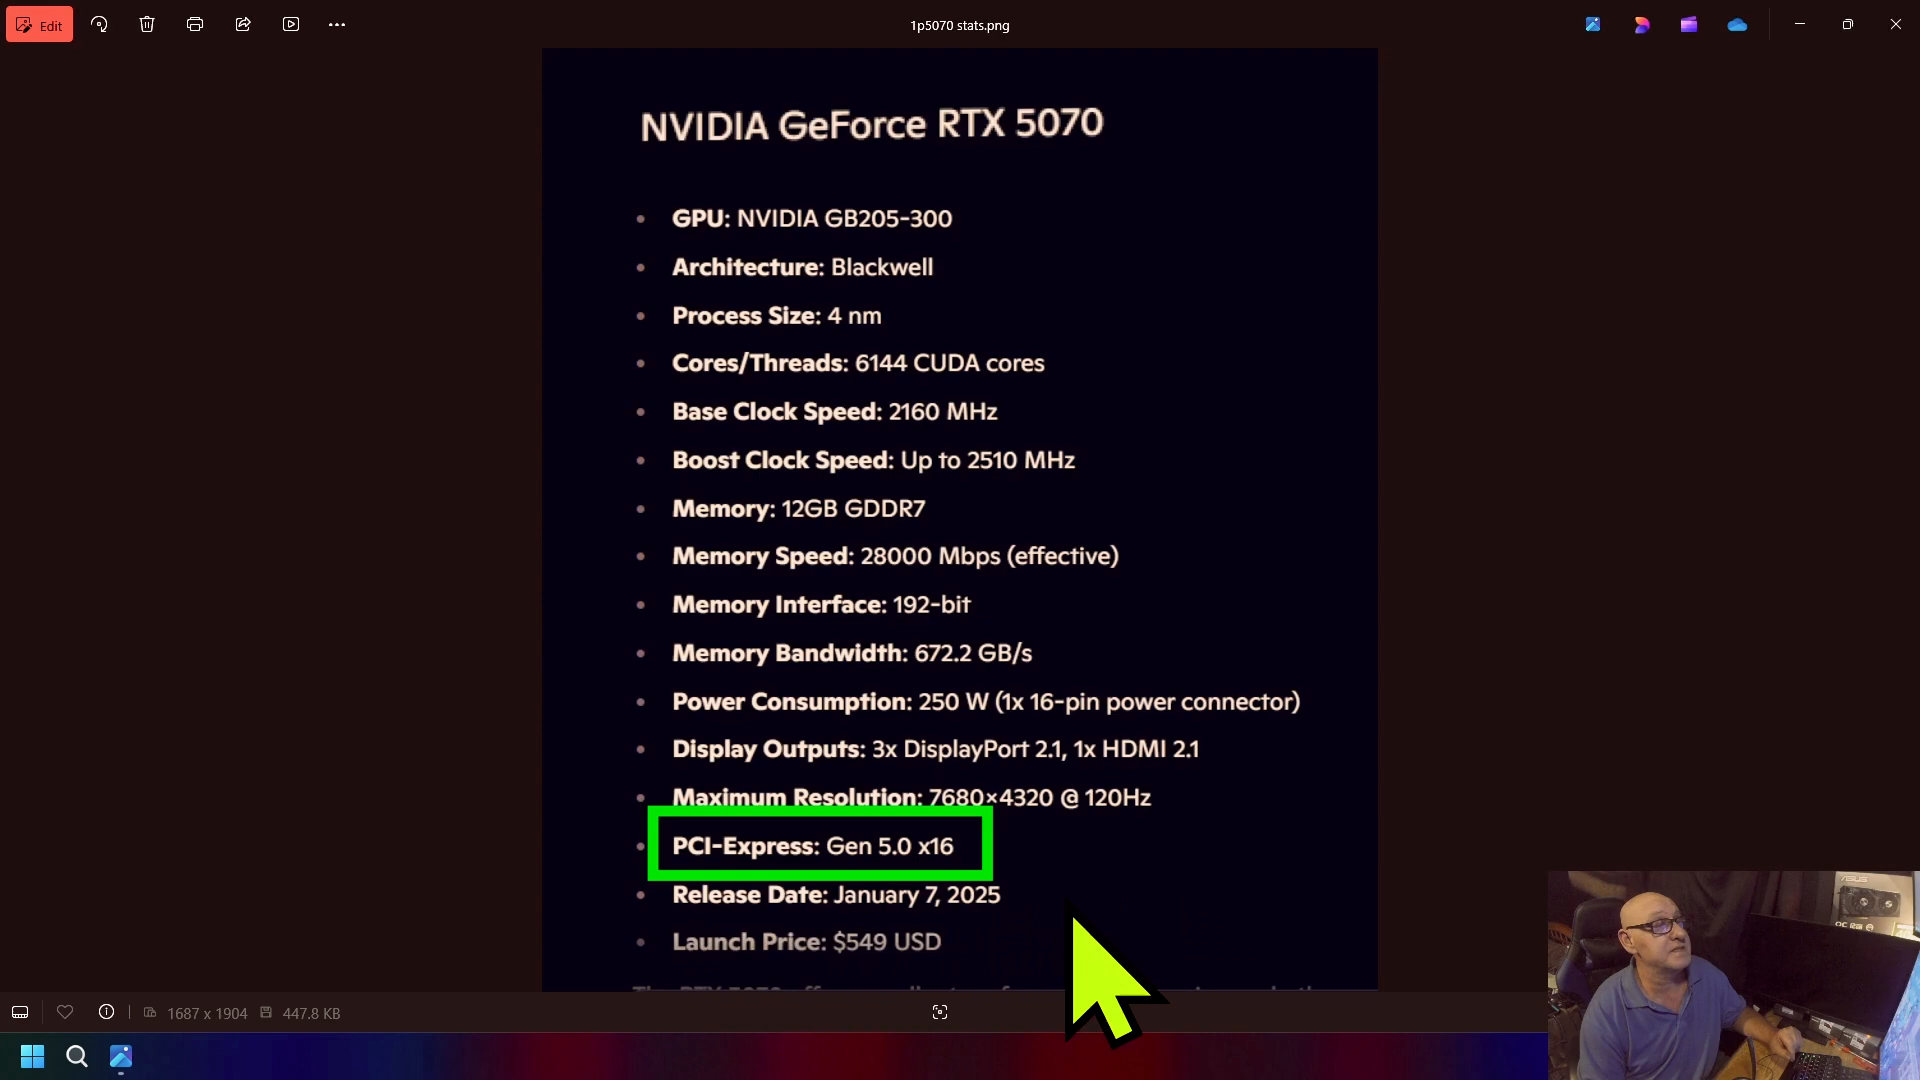 Edit
1p5070 stats.png
NVIDIA GeForce RTX 5070
GPU: NVIDIA GB205-300
Architecture: Blackwell
Process Size: 4 nm
Cores/Threads: 6144 CUDA cores
Base Clock Speed: 2160 MHz
Boost Clock Speed: Up to 2510 MHz
Memory: 12GB GDDR7
Memory Speed: 28000 Mbps (effective)
Memory Interface: 192-bit
Memory Bandwidth: 672.2 GB/s
Power Consumption: 250 W (1x 16-pin power connector)
Display Outputs: 3x DisplayPort 2.1, 1x HDMI 2.1
Maximum Resolution: 7680×4320 @ 120Hz
PCI-Express: Gen 5.0 x16
Release Date: January 7, 2025
Launch Price: $549 USD
ASUS
1687 x 1904
447.8 KB